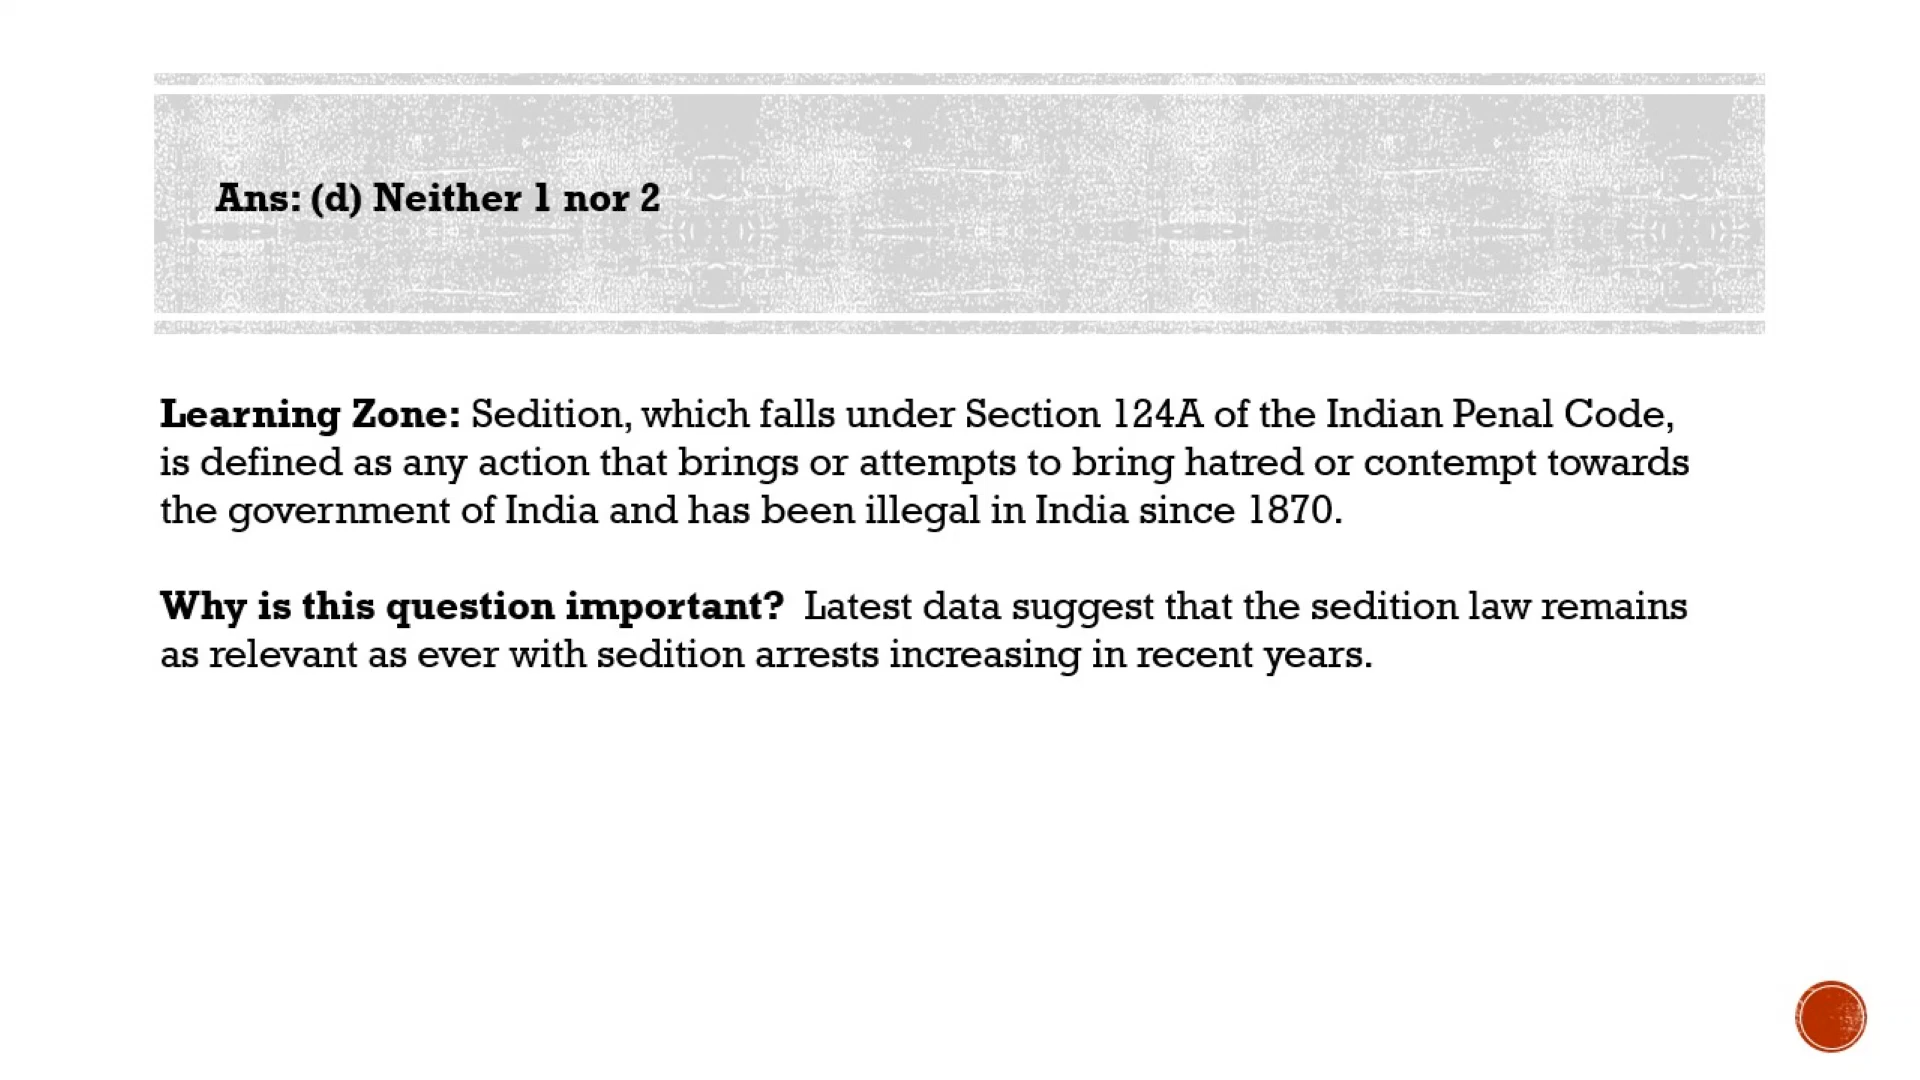 Ans: (d) Neither 1 nor 2
Learning Zone: Sedition, which falls under Section 124A of the Indian Penal Code,
is defined as any action that brings or attempts to bring hatred or contempt towards
the government of India and has been illegal in India since 1870.
Why is this question important? Latest data suggest that the sedition law remains
as relevant as ever with sedition arrests increasing in recent years.